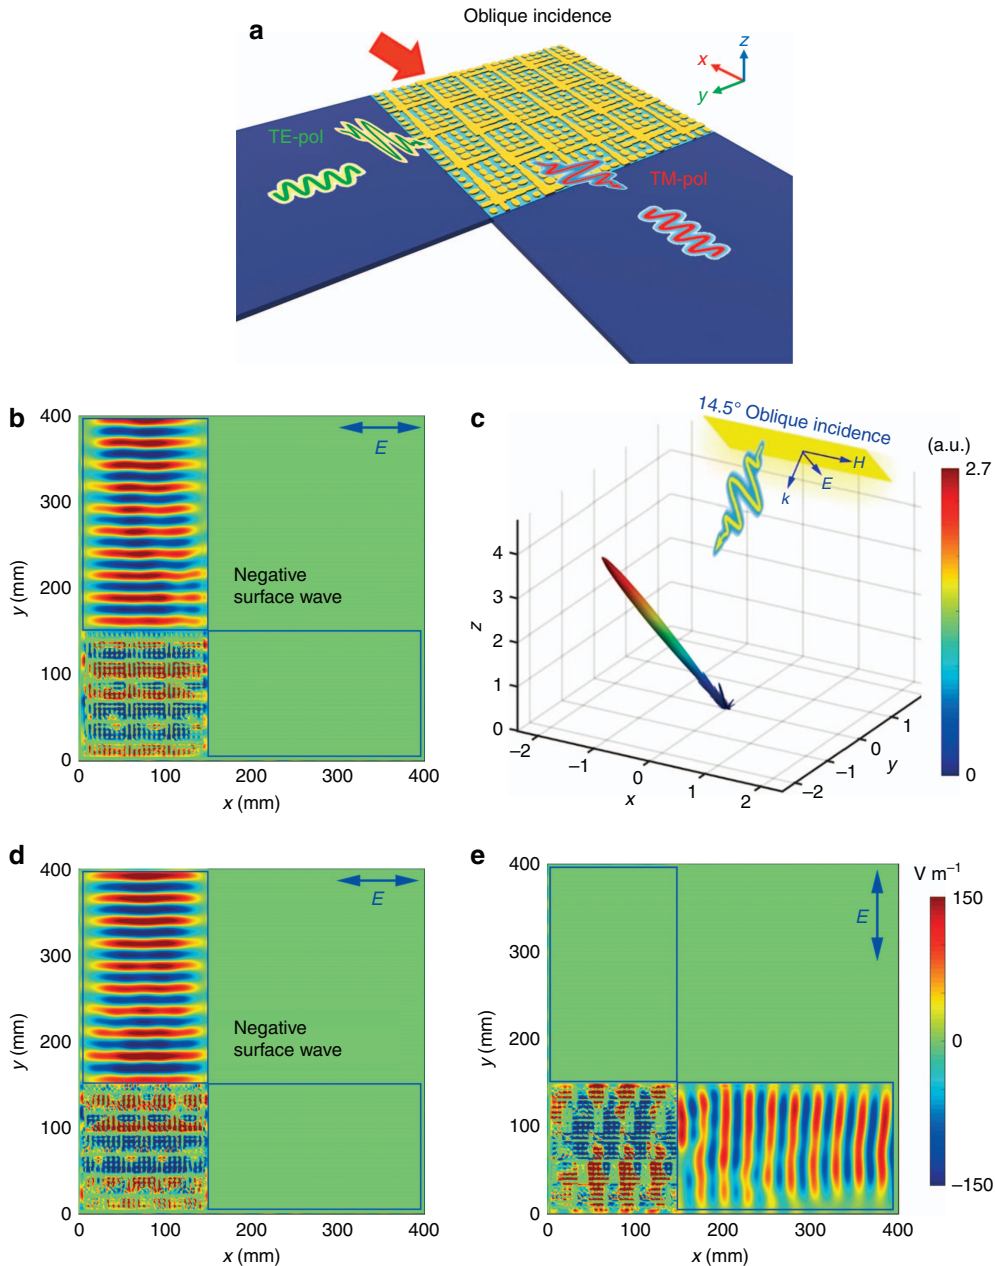 Oblique incidence
a
z
x
y
TE-pol
TM-pol
b
400
300
200
100
0
y (mm)
E
Negative
surface wave
0
100
200
300
400
x (mm)
c
14.5° Oblique incidence
H
E
k
(a.u.)
2.7
0
4
3
2
1
0
z
−2
−1
0
1
2
x
1
0
−1
−2
y
d
400
300
200
100
0
y (mm)
E
Negative
surface wave
0
100
200
300
400
x (mm)
e
400
300
200
100
0
y (mm)
E
0
100
200
300
400
x (mm)
V m⁻¹
150
0
−150